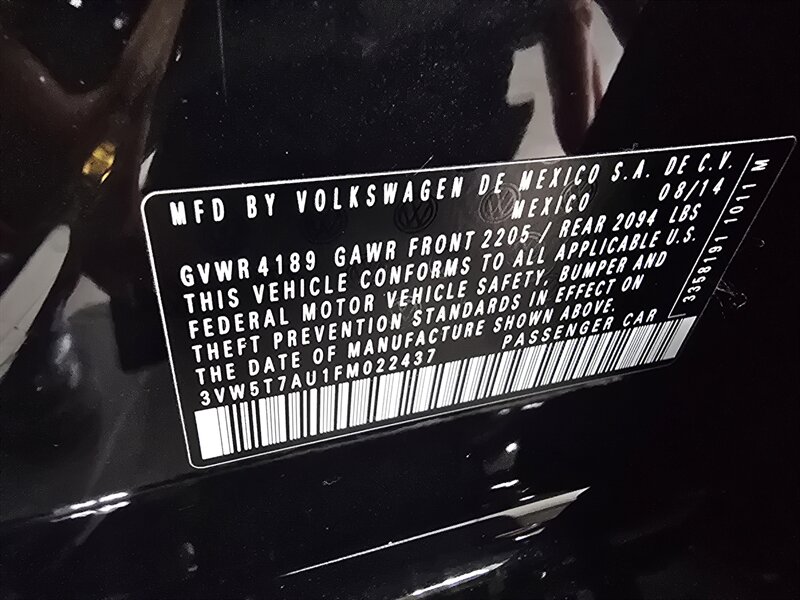 MFD BY VOLKSWAGEN DE MEXICO S.A. DE C.V.
MEXICO 08/14
GVWR 4189 GAWR FRONT 2205 / REAR 2094 LBS
THIS VEHICLE CONFORMS TO ALL APPLICABLE U.S.
FEDERAL MOTOR VEHICLE SAFETY, BUMPER AND
THEFT PREVENTION STANDARDS IN EFFECT ON
THE DATE OF MANUFACTURE SHOWN ABOVE.
3VW5T7AU1FM022437 PASSENGER CAR
3358191 1011 M